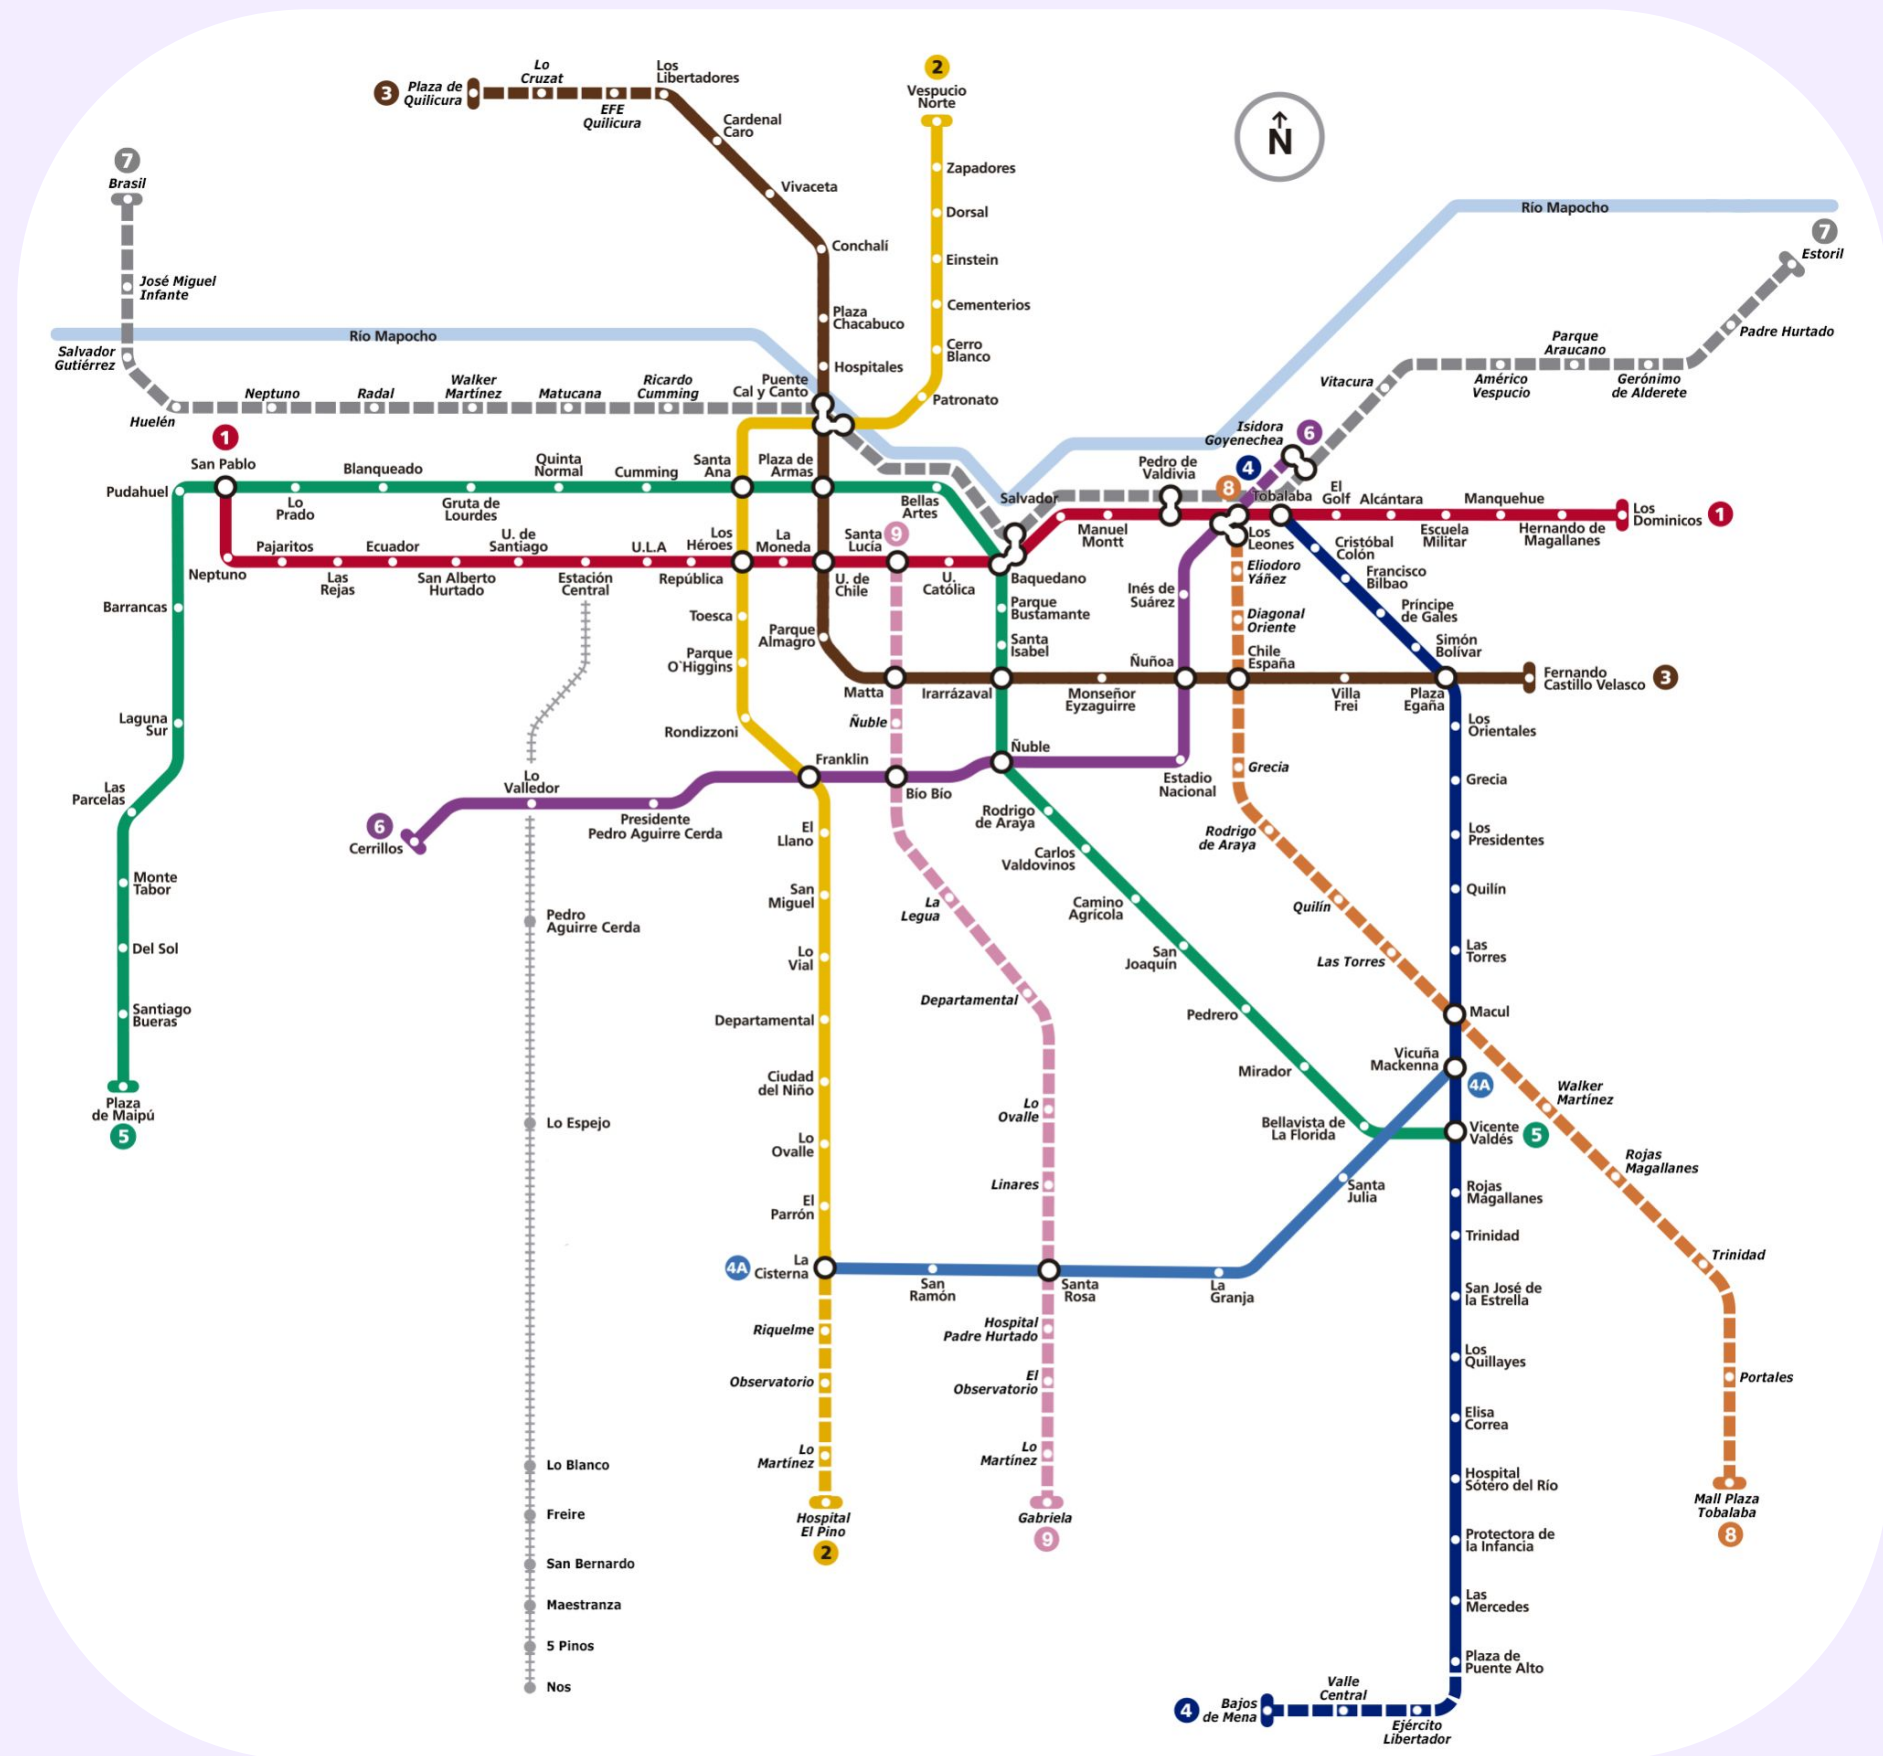 3
Plaza de
Quilicura
Lo
Cruzat
EFE
Quilicura
Los
Libertadores
Cardenal
Caro
Vivaceta
Conchalí
Plaza
Chacabuco
Hospitales
Puente
Cal y Canto
2
Vespucio
Norte
Zapadores
Dorsal
Einstein
Cementerios
Cerro
Blanco
Patronato
N
7
Brasil
José Miguel
Infante
Salvador
Gutiérrez
Huelén
Río Mapocho
Neptuno
Radal
Walker
Martínez
Matucana
Ricardo
Cumming
Río Mapocho
7
Estoril
Padre Hurtado
Parque
Araucano
Américo
Vespucio
Gerónimo
de Alderete
Vitacura
Isidora
Goyenechea
6
4
8
1
San Pablo
Pudahuel
Lo
Prado
Blanqueado
Gruta de
Lourdes
Quinta
Normal
Cumming
Santa
Ana
Plaza de
Armas
Bellas
Artes
Salvador
Pedro de
Valdivia
Manuel
Montt
Tobalaba
El
Golf
Alcántara
Escuela
Militar
Manquehue
Hernando de
Magallanes
Los
Dominicos
1
Neptuno
Pajaritos
Las
Rejas
Ecuador
San Alberto
Hurtado
U. de
Santiago
Estación
Central
U.L.A
República
Los
Héroes
La
Moneda
U. de
Chile
Santa
Lucía
9
U.
Católica
Baquedano
Los
Leones
Cristóbal
Colón
Francisco
Bilbao
Príncipe
de Gales
Simón
Bolívar
Eliodoro
Yáñez
Diagonal
Oriente
Chile
España
Inés de
Suárez
Parque
Bustamante
Santa
Isabel
Barrancas
Toesca
Parque
O`Higgins
Rondizzoni
Parque
Almagro
Matta
Irarrázaval
Monseñor
Eyzaguirre
Ñuñoa
Villa
Frei
Plaza
Egaña
Fernando
Castillo Velasco
3
Laguna
Sur
Las
Parcelas
Monte
Tabor
Del Sol
Santiago
Bueras
Plaza
de Maipú
5
Ñuble
Franklin
Bío Bío
Ñuble
Estadio
Nacional
Lo
Valledor
Presidente
Pedro Aguirre Cerda
6
Cerrillos
Los
Orientales
Grecia
Los
Presidentes
Quilín
Las
Torres
Macul
Vicuña
Mackenna
4A
Vicente
Valdés
5
Grecia
Rodrigo
de Araya
Quilín
Las Torres
Walker
Martínez
Rojas
Magallanes
Trinidad
Portales
Mall Plaza
Tobalaba
8
Rodrigo
de Araya
Carlos
Valdovinos
Camino
Agrícola
San
Joaquín
Pedrero
Mirador
Bellavista de
La Florida
El
Llano
San
Miguel
Lo
Vial
Departamental
Ciudad
del Niño
Lo
Ovalle
El
Parrón
4A
La
Cisterna
San
Ramón
Santa
Rosa
La
Granja
Santa
Julia
La
Legua
Departamental
Lo
Ovalle
Linares
Hospital
Padre Hurtado
El
Observatorio
Lo
Martínez
Gabriela
9
Riquelme
Observatorio
Lo
Martínez
Hospital
El Pino
2
Pedro
Aguirre Cerda
Lo Espejo
Lo Blanco
Freire
San Bernardo
Maestranza
5 Pinos
Nos
Rojas
Magallanes
Trinidad
San José de
la Estrella
Los
Quillayes
Elisa
Correa
Hospital
Sótero del Río
Protectora de
la Infancia
Las
Mercedes
Plaza de
Puente Alto
4
Bajos
de Mena
Valle
Central
Ejército
Libertador